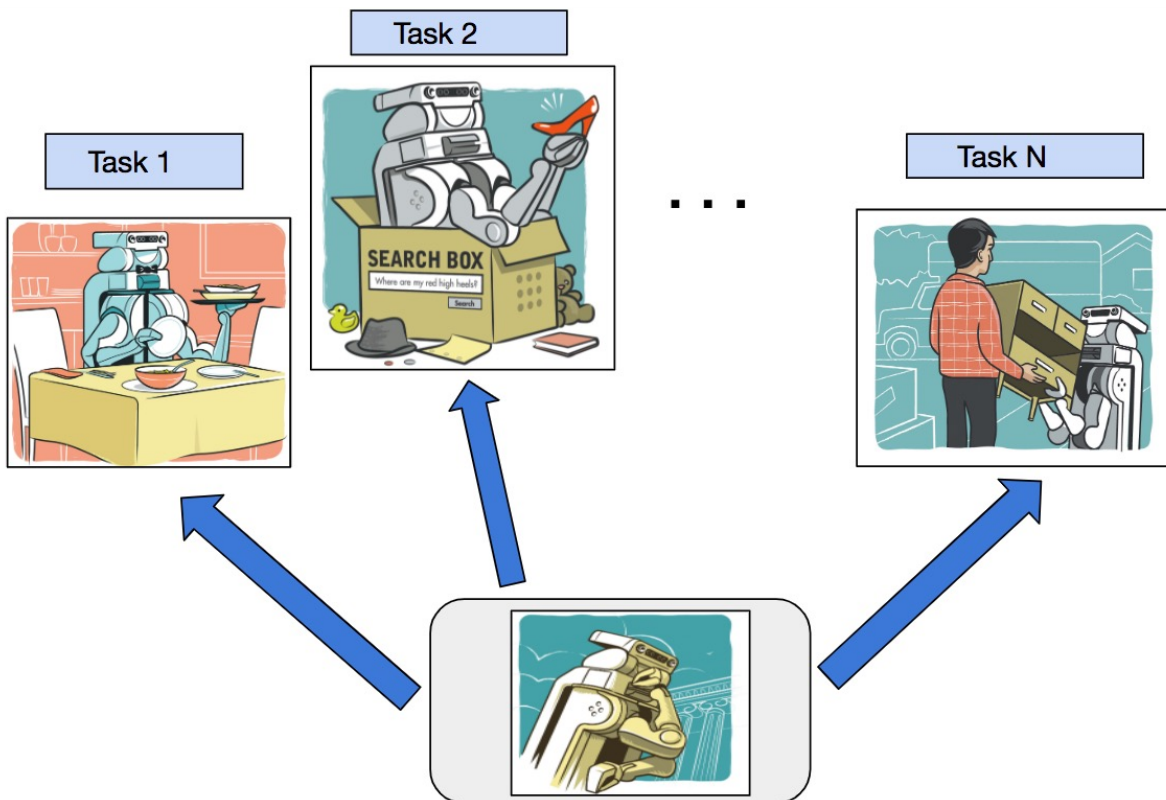 Task 2
Task 1
Task N
. . .
SEARCH BOX
Where are my red high heels?
Search